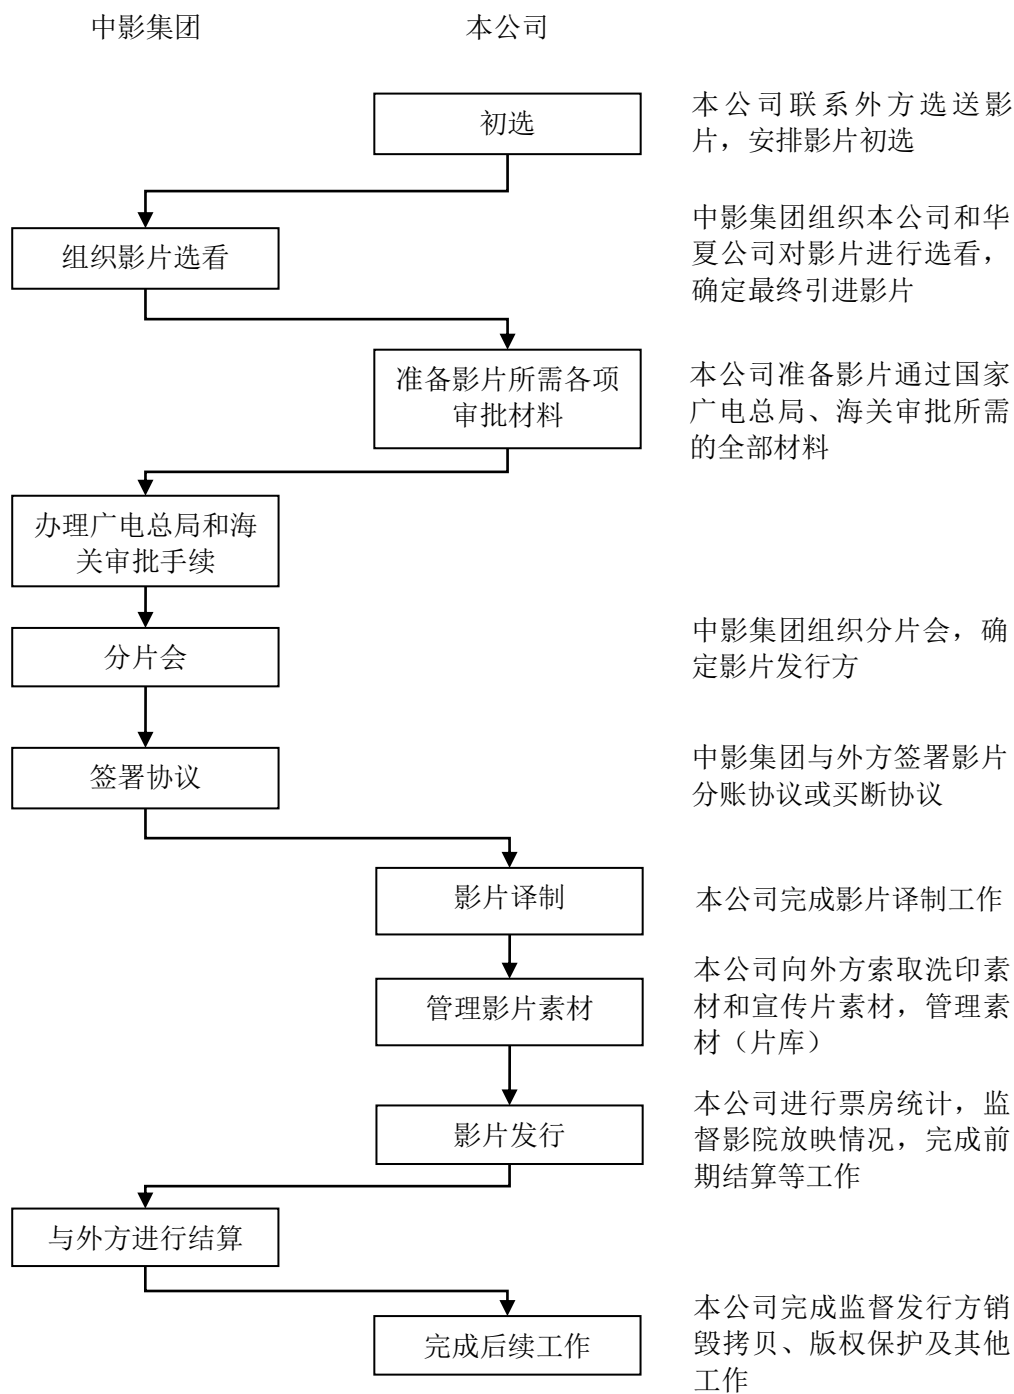 中影集团
本公司
初选
本公司联系外方选送影
片，安排影片初选
组织影片选看
中影集团组织本公司和华
夏公司对影片进行选看，
确定最终引进影片
准备影片所需各项
审批材料
本公司准备影片通过国家
广电总局、海关审批所需
的全部材料
办理广电总局和海
关审批手续
分片会
中影集团组织分片会，确
定影片发行方
签署协议
中影集团与外方签署影片
分账协议或买断协议
影片译制
本公司完成影片译制工作
管理影片素材
本公司向外方索取洗印素
材和宣传片素材，管理素
材（片库）
影片发行
本公司进行票房统计，监
督影院放映情况，完成前
期结算等工作
与外方进行结算
完成后续工作
本公司完成监督发行方销
毁拷贝、版权保护及其他
工作